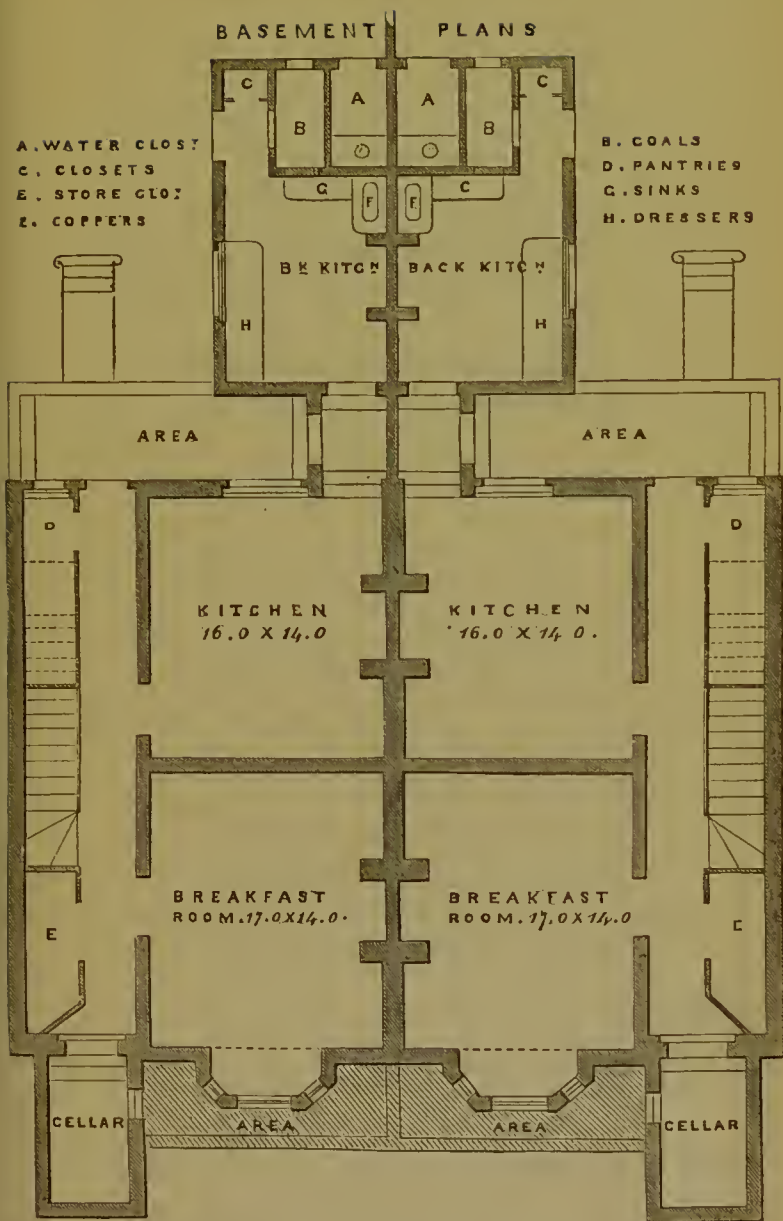 BASEMENT PLANS
A. WATER CLOST
C. CLOSETS
E. STORE CLOT
E. COPPERS
B. COALS
D. PANTRIES
G. SINKS
H. DRESSERS
C
C
B
A
A
B
G
F
F
C
BK KITCN
BACK KITCH
H
H
AREA
AREA
D
D
KITCHEN
16.0 X 14.0
KITCHEN
16.0 X 14 0.
BREAKFAST
ROOM. 17.0 X 14.0.
BREAKFAST
ROOM. 17.0 X 14.0
E
E
CELLAR
AREA
AREA
CELLAR